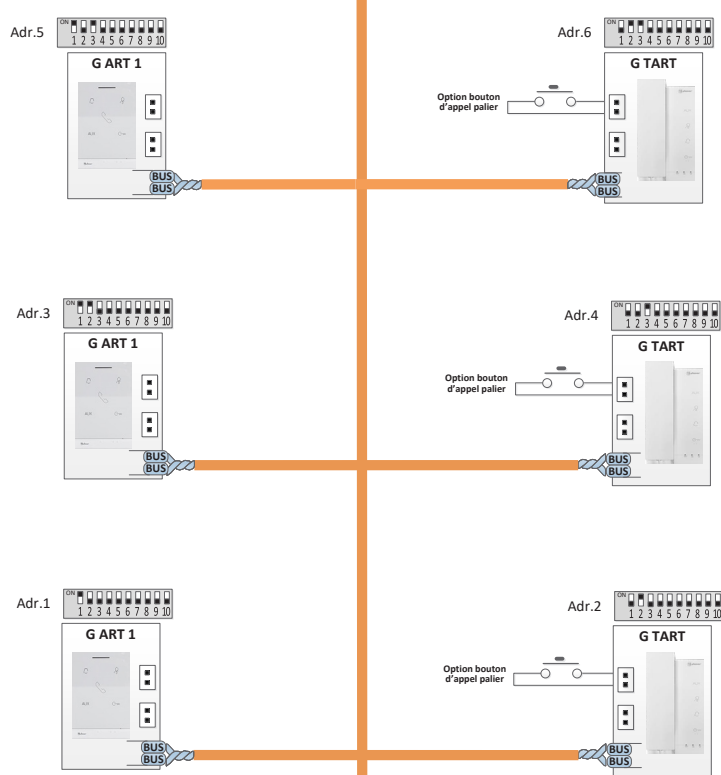 Adr.5
ON
1 2 3 4 5 6 7 8 9 10
G ART 1
BUS
BUS
Adr.6
ON
1 2 3 4 5 6 7 8 9 10
G TART
Option bouton
d'appel palier
BUS
BUS
Adr.3
ON
1 2 3 4 5 6 7 8 9 10
G ART 1
BUS
BUS
Adr.4
ON
1 2 3 4 5 6 7 8 9 10
G TART
Option bouton
d'appel palier
BUS
BUS
Adr.1
ON
1 2 3 4 5 6 7 8 9 10
G ART 1
BUS
BUS
Adr.2
ON
1 2 3 4 5 6 7 8 9 10
G TART
Option bouton
d'appel palier
BUS
BUS